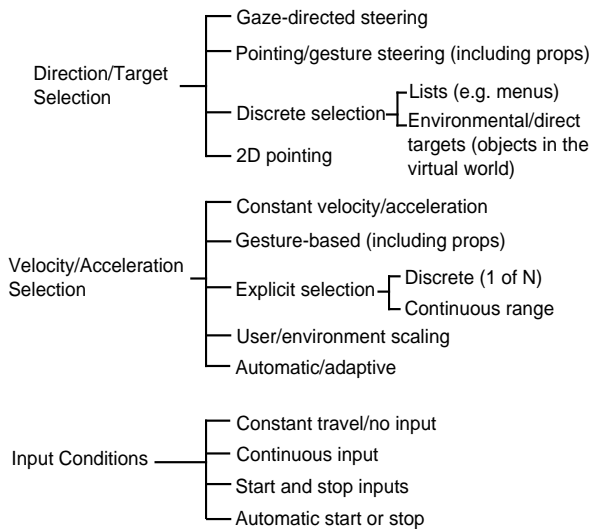 Direction/Target
Selection
Gaze-directed steering
Pointing/gesture steering (including props)
Discrete selection
Lists (e.g. menus)
Environmental/direct
targets (objects in the
virtual world)
2D pointing
Velocity/Acceleration
Selection
Constant velocity/acceleration
Gesture-based (including props)
Explicit selection
Discrete (1 of N)
Continuous range
User/environment scaling
Automatic/adaptive
Input Conditions
Constant travel/no input
Continuous input
Start and stop inputs
Automatic start or stop